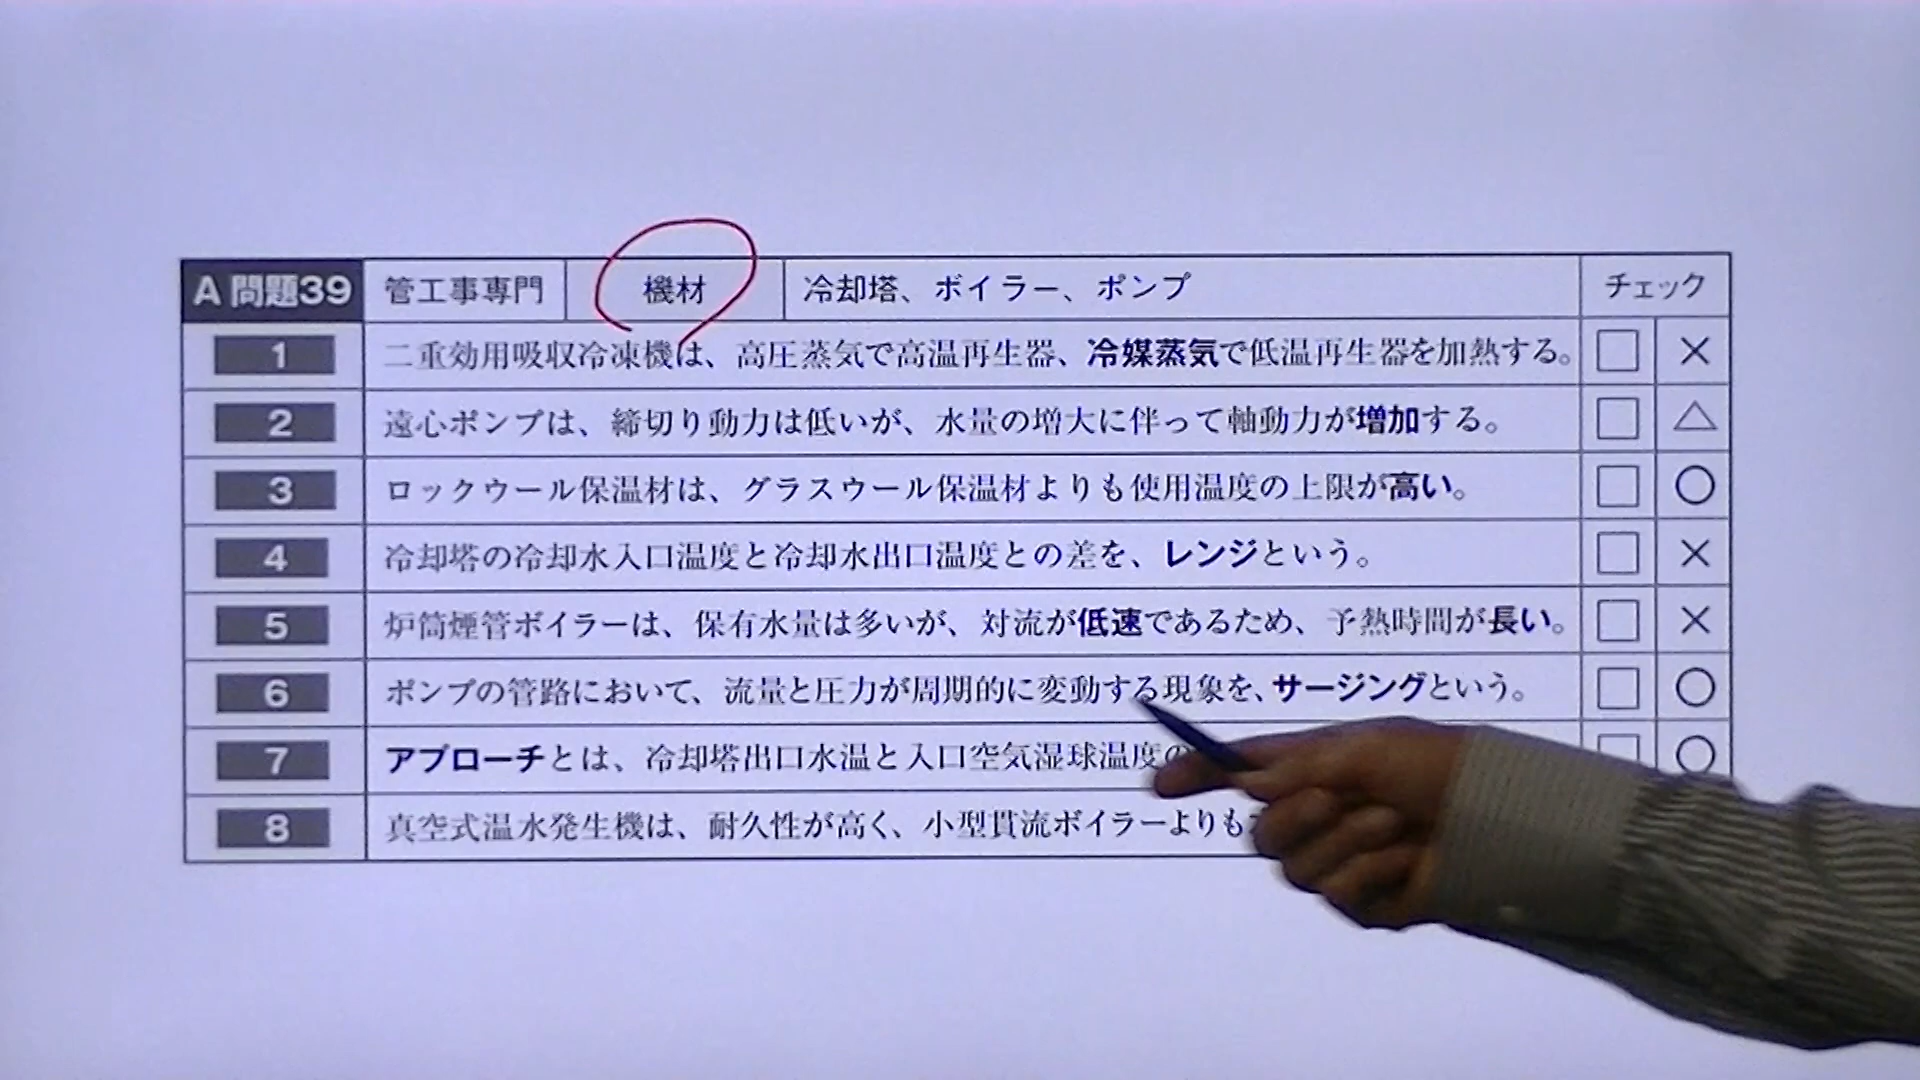 A 問題39 管工事専門 機材 冷却塔、ボイラー、ポンプ チェック
1 二重効用吸収冷凍機は、高圧蒸気で高温再生器、冷媒蒸気で低温再生器を加熱する。 □ ×
2 遠心ポンプは、締切り動力は低いが、水量の増大に伴って軸動力が増加する。 □ △
3 ロックウール保温材は、グラスウール保温材よりも使用温度の上限が高い。 □ ○
4 冷却塔の冷却水入口温度と冷却水出口温度との差を、レンジという。 □ ×
5 炉筒煙管ボイラーは、保有水量は多いが、対流が低速であるため、予熱時間が長い。 □ ×
6 ポンプの管路において、流量と圧力が周期的に変動する現象を、サージングという。 □ ○
7 アプローチとは、冷却塔出口水温と入口空気湿球温度の □ ○
8 真空式温水発生機は、耐久性が高く、小型貫流ボイラーよりも